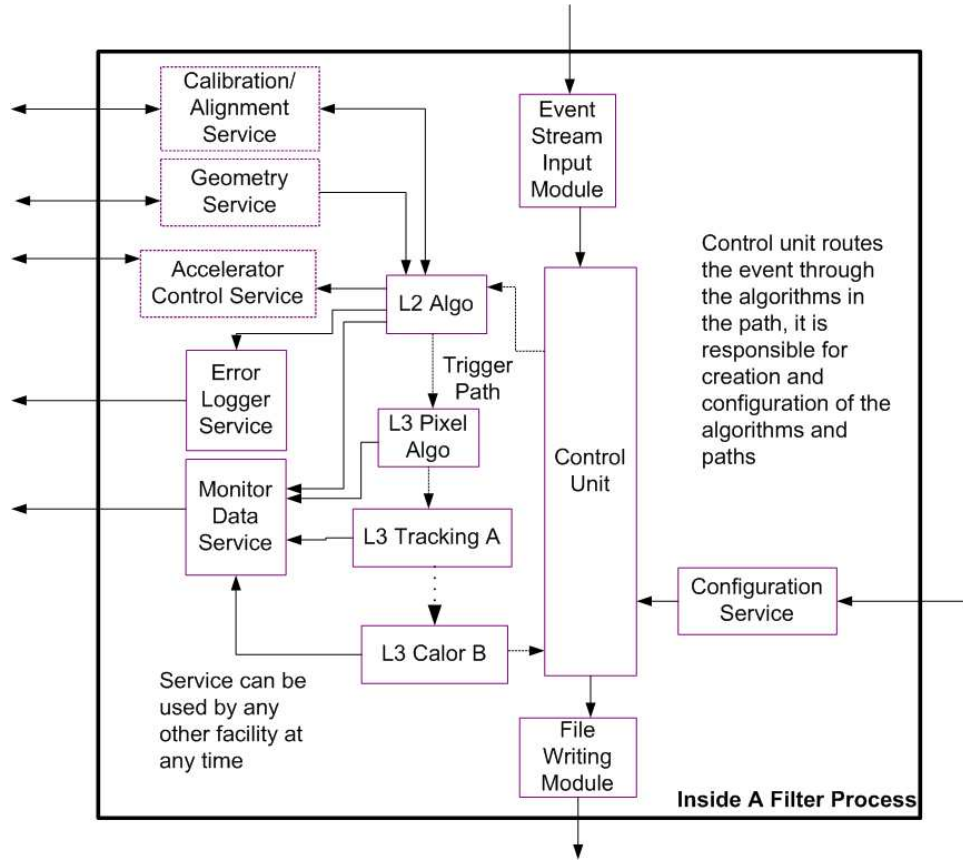 Calibration/
Alignment
Service
Event
Stream
Input
Module
Geometry
Service
Accelerator
Control Service
L2 Algo
Control unit routes
the event through
the algorithms in
the path, it is
responsible for
creation and
configuration of the
algorithms and
paths
Error
Logger
Service
Trigger
Path
L3 Pixel
Algo
Control
Unit
Monitor
Data
Service
L3 Tracking A
Configuration
Service
L3 Calor B
Service can be
used by any
other facility at
any time
File
Writing
Module
Inside A Filter Process